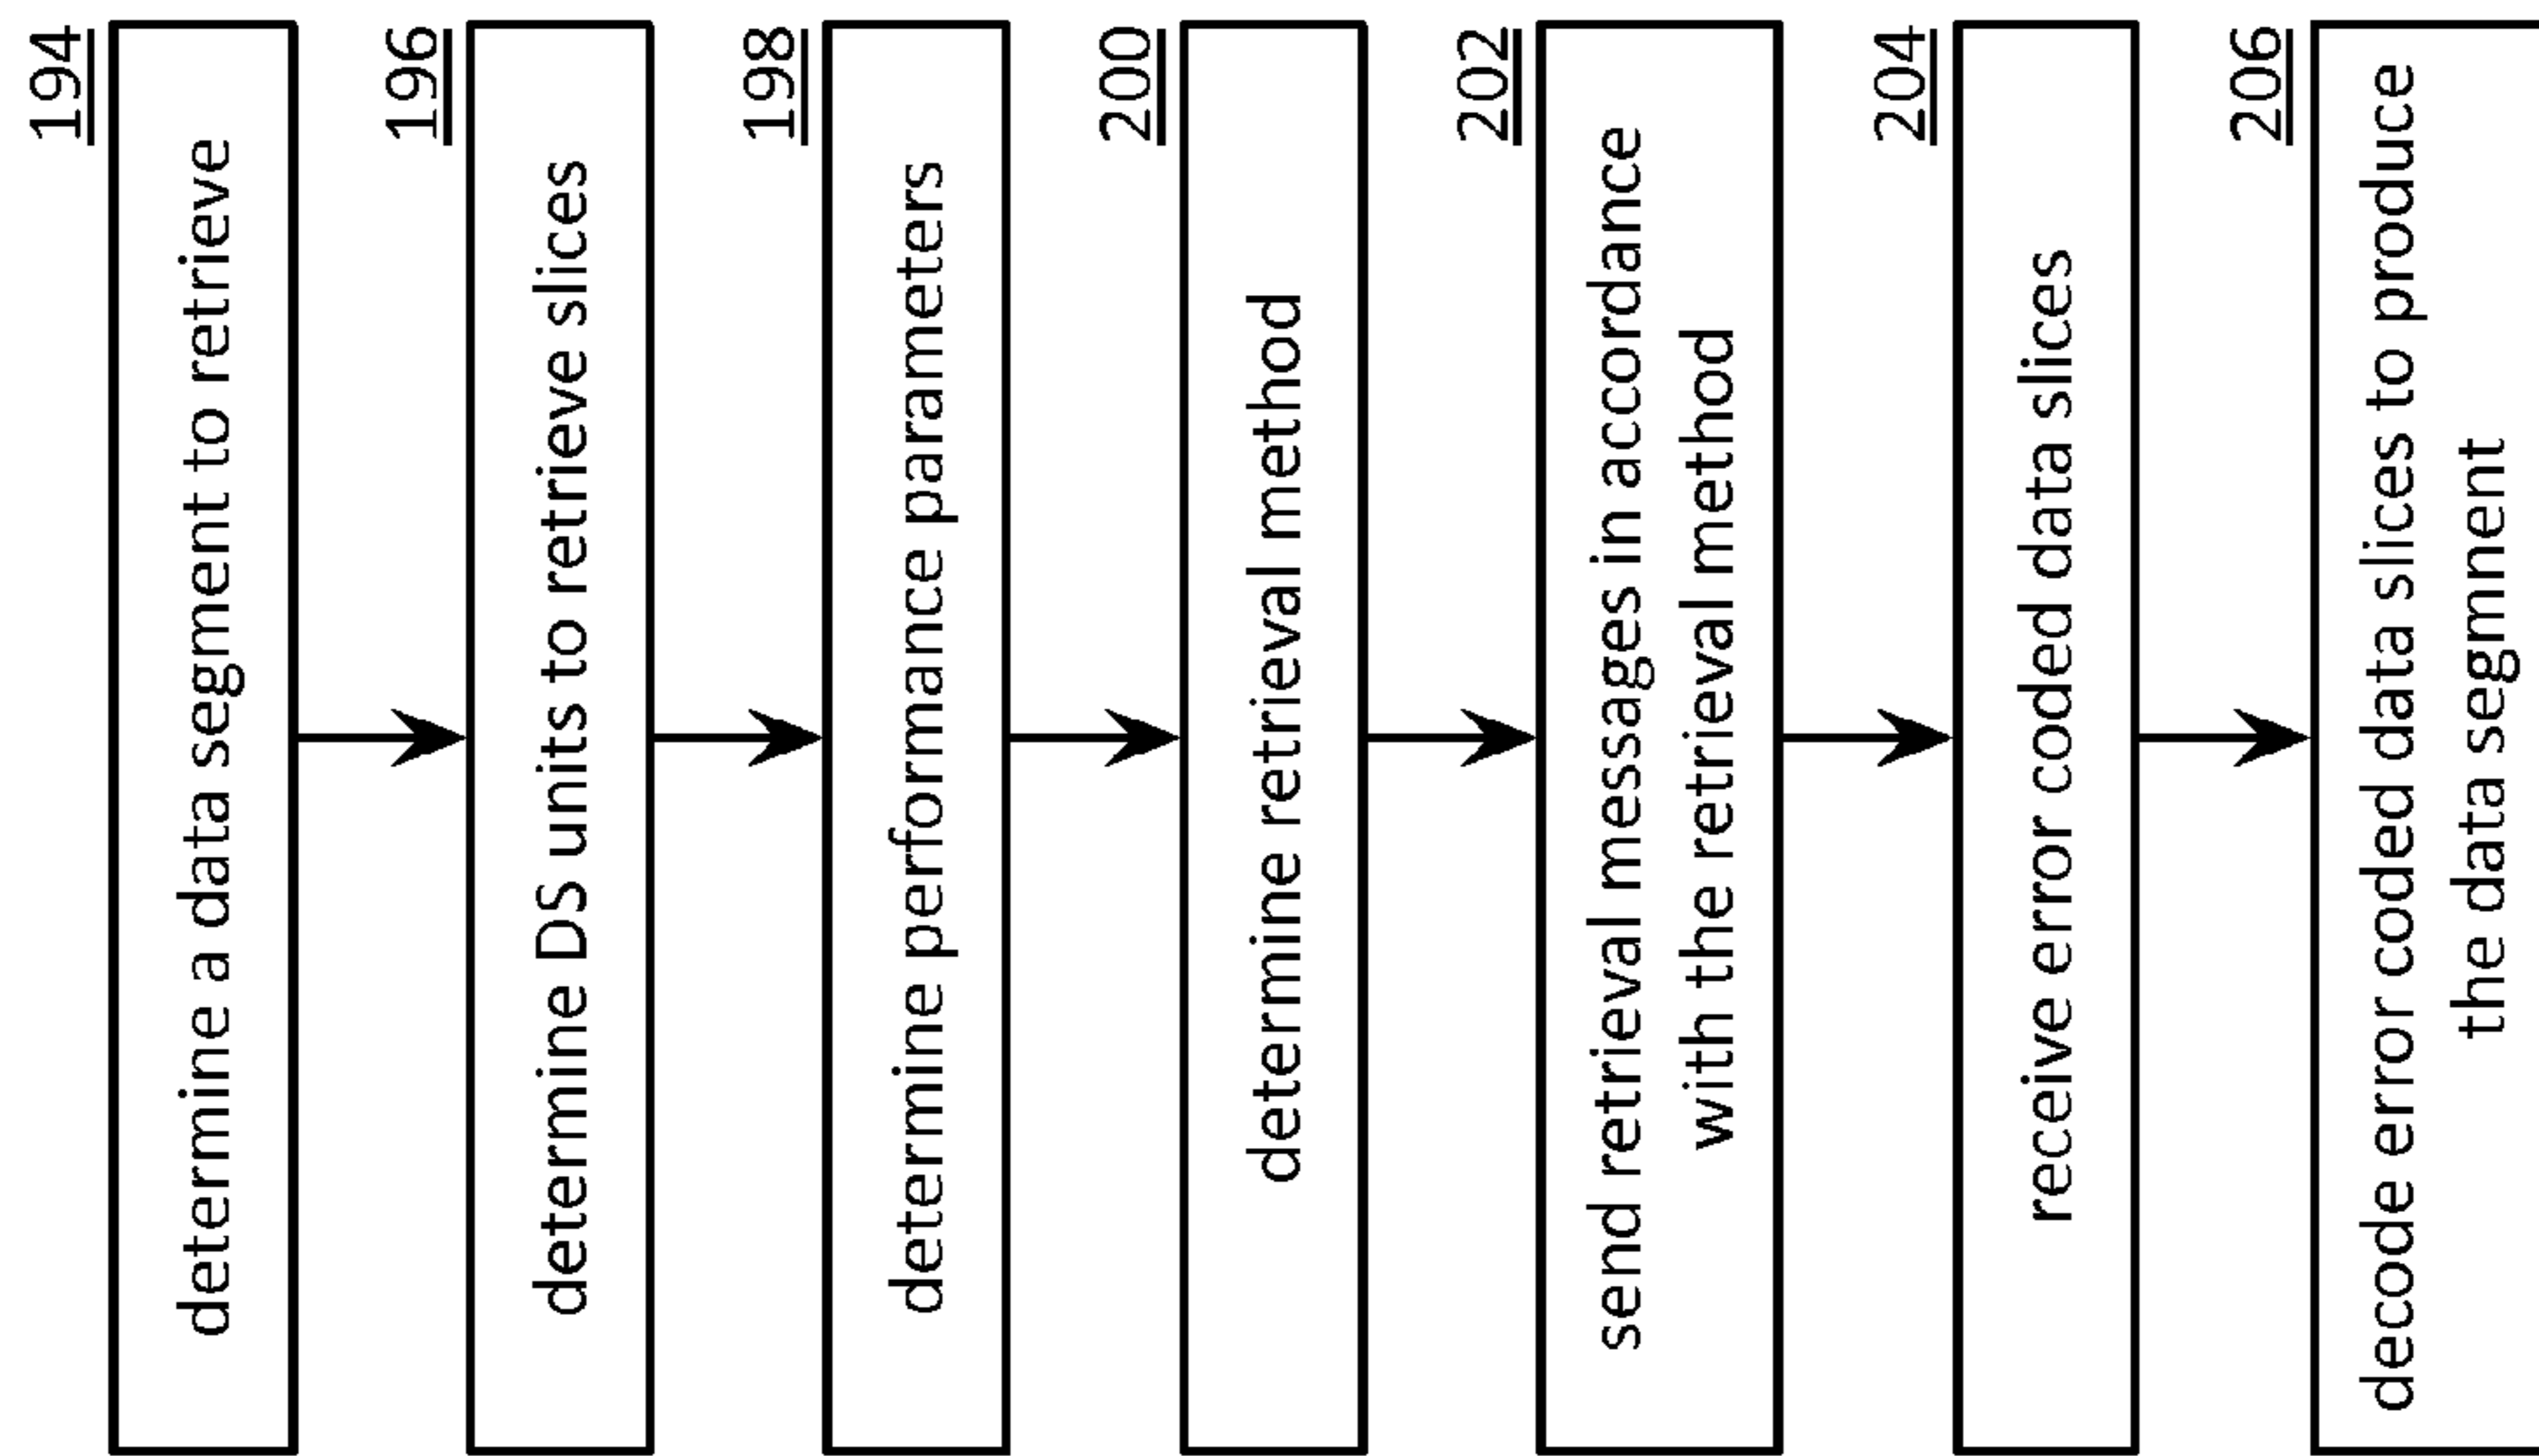 194
determine a data segment to retrieve
196
determine DS units to retrieve slices
198
determine performance parameters
200
determine retrieval method
202
send retrieval messages in accordance
with the retrieval method
204
receive error coded data slices
206
decode error coded data slices to produce
the data segment